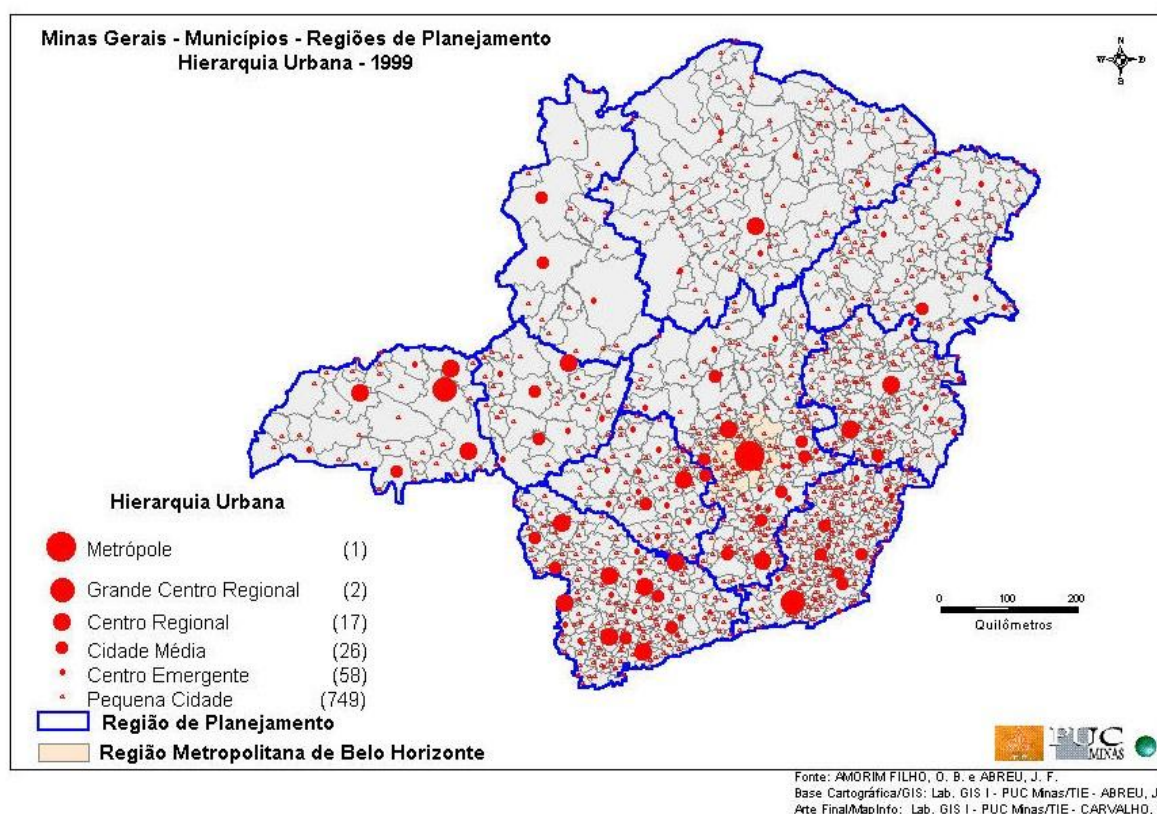 Minas Gerais - Municípios - Regiões de Planejamento
Hierarquia Urbana - 1999
N
W
D
S
Hierarquia Urbana
Metrópole (1)
Grande Centro Regional (2)
Centro Regional (17)
Cidade Média (26)
Centro Emergente (58)
Pequena Cidade (749)
Região de Planejamento
Região Metropolitana de Belo Horizonte
0 100 200
Quilômetros
PUC
MINAS
Fonte: AMORIM FILHO, O. B. e ABREU, J. F.
Base Cartográfica/GIS: Lab. GIS I - PUC Minas/TIE - ABREU, J
Arte Final/MapInfo: Lab. GIS I - PUC Minas/TIE - CARVALHO,